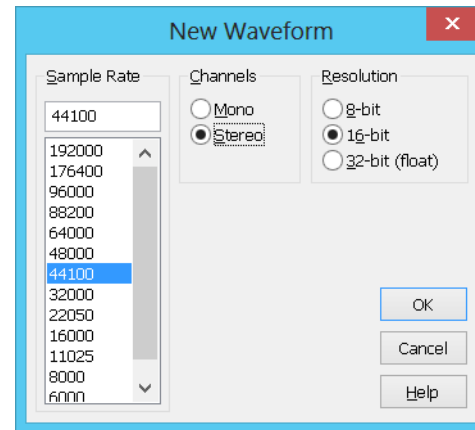 New Waveform
Sample Rate
44100
192000
176400
96000
88200
64000
48000
44100
32000
22050
16000
11025
8000
6000
Channels
Mono
Stereo
Resolution
8-bit
16-bit
32-bit (float)
OK
Cancel
Help